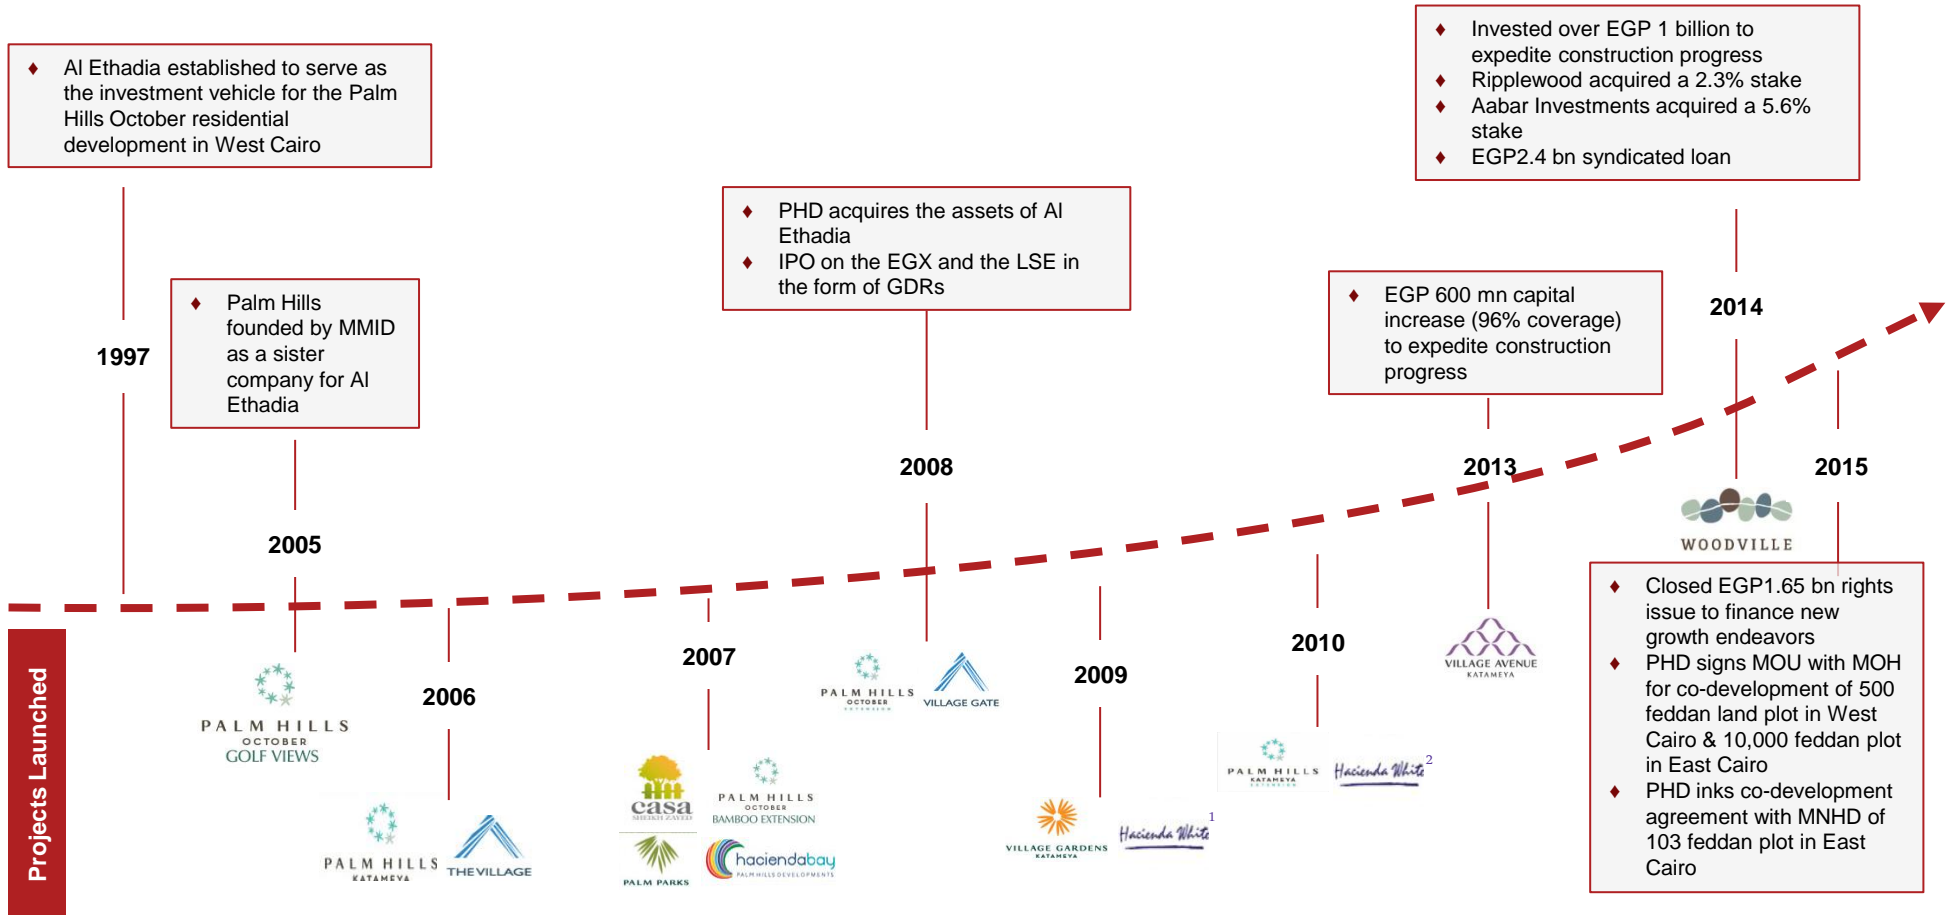 ♦ Al Ethadia established to serve as
the investment vehicle for the Palm
Hills October residential
development in West Cairo
1997
♦ Palm Hills
founded by MMID
as a sister
company for Al
Ethadia
2005
♦ PHD acquires the assets of Al
Ethadia
♦ IPO on the EGX and the LSE in
the form of GDRs
2008
♦ EGP 600 mn capital
increase (96% coverage)
to expedite construction
progress
2013
♦ Invested over EGP 1 billion to
expedite construction progress
♦ Ripplewood acquired a 2.3% stake
♦ Aabar Investments acquired a 5.6%
stake
♦ EGP2.4 bn syndicated loan
2014
WOODVILLE
2015
♦ Closed EGP1.65 bn rights
issue to finance new
growth endeavors
♦ PHD signs MOU with MOH
for co-development of 500
feddan land plot in West
Cairo & 10,000 feddan plot
in East Cairo
♦ PHD inks co-development
agreement with MNHD of
103 feddan plot in East
Cairo
Projects Launched
PALM HILLS
OCTOBER
GOLF VIEWS
2006
PALM HILLS
KATAMEYA
THE VILLAGE
2007
casa
SHEIKH ZAYED
PALM HILLS
OCTOBER
BAMBOO EXTENSION
PALM PARKS
haciendabay
PALM HILLS DEVELOPMENTS
PALM HILLS
OCTOBER
EXTENSION
VILLAGE GATE
2009
VILLAGE GARDENS
KATAMEYA
Hacienda White 1
2010
PALM HILLS
KATAMEYA
EXTENSION
Hacienda White 2
VILLAGE AVENUE
KATAMEYA